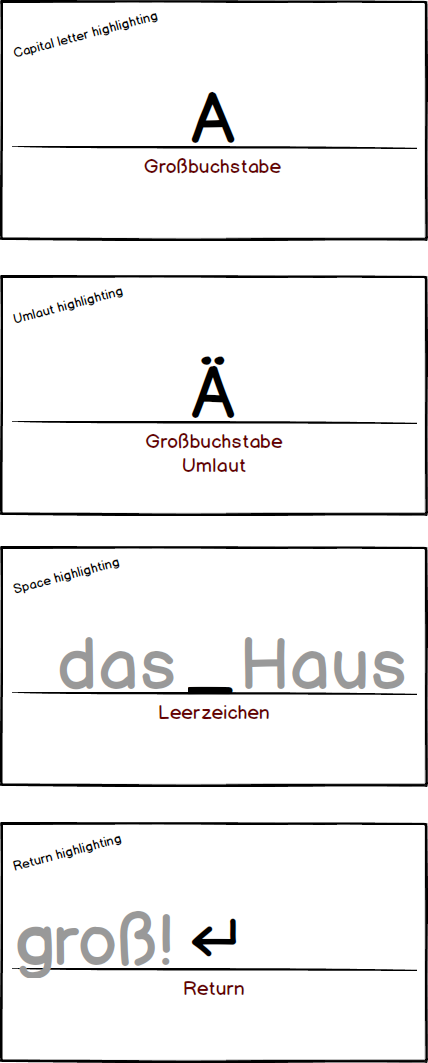 Capital letter highlighting
A
Großbuchstabe
Umlaut highlighting
Ä
Großbuchstabe
Umlaut
Space highlighting
das _ Haus
Leerzeichen
Return highlighting
groß! ↵
Return